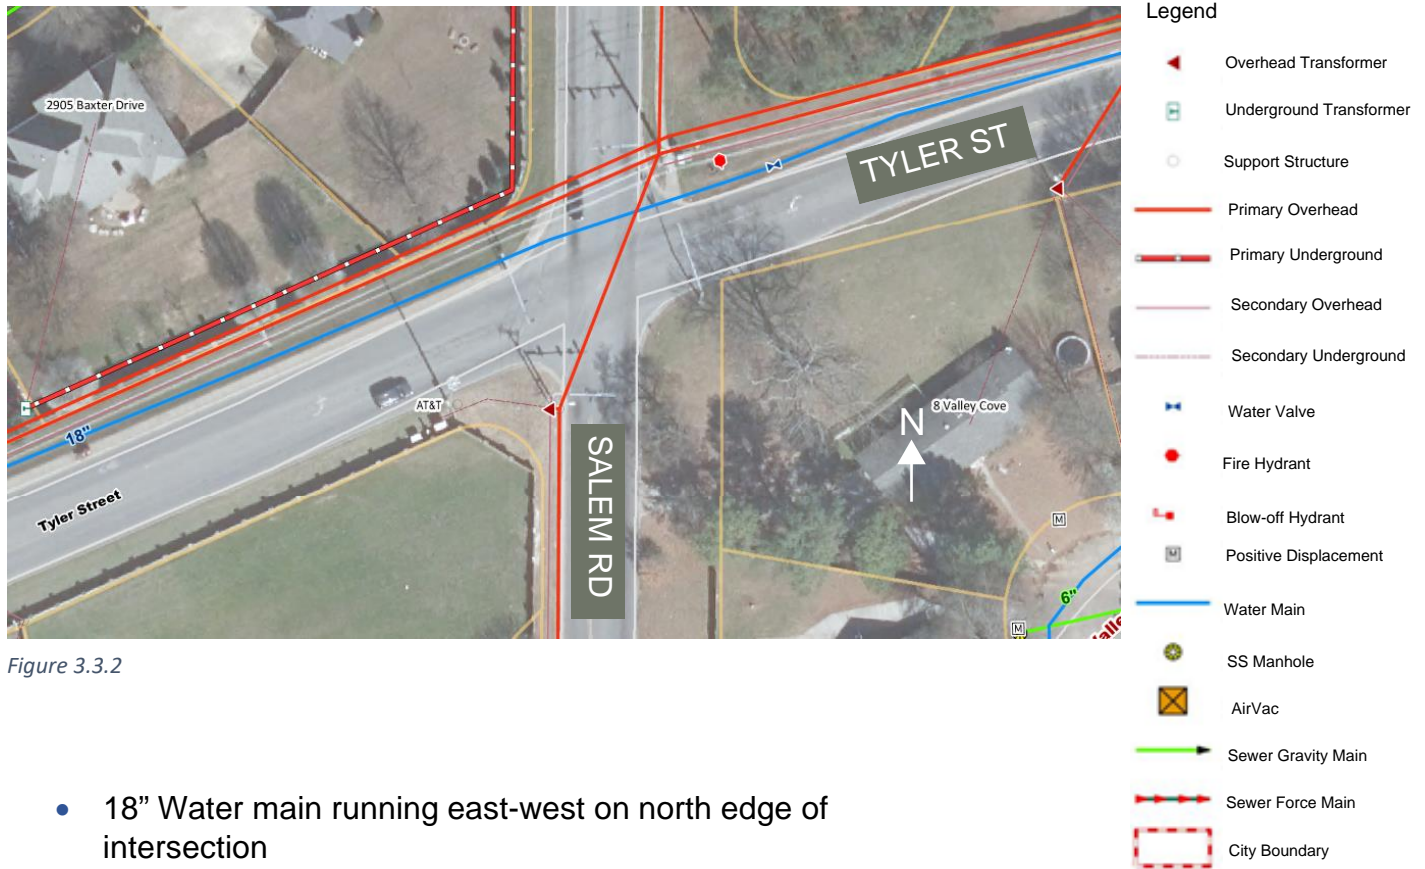 Legend
2905 Baxter Drive
TYLER ST
18"
AT&T
8 Valley Cove
N
Tyler Street
SALEM RD
M
6"
M
Overhead Transformer
Underground Transformer
Support Structure
Primary Overhead
Primary Underground
Secondary Overhead
Secondary Underground
Water Valve
Fire Hydrant
Blow-off Hydrant
M
Positive Displacement
Water Main
SS Manhole
AirVac
Sewer Gravity Main
Sewer Force Main
City Boundary
Figure 3.3.2
• 18” Water main running east-west on north edge of
intersection